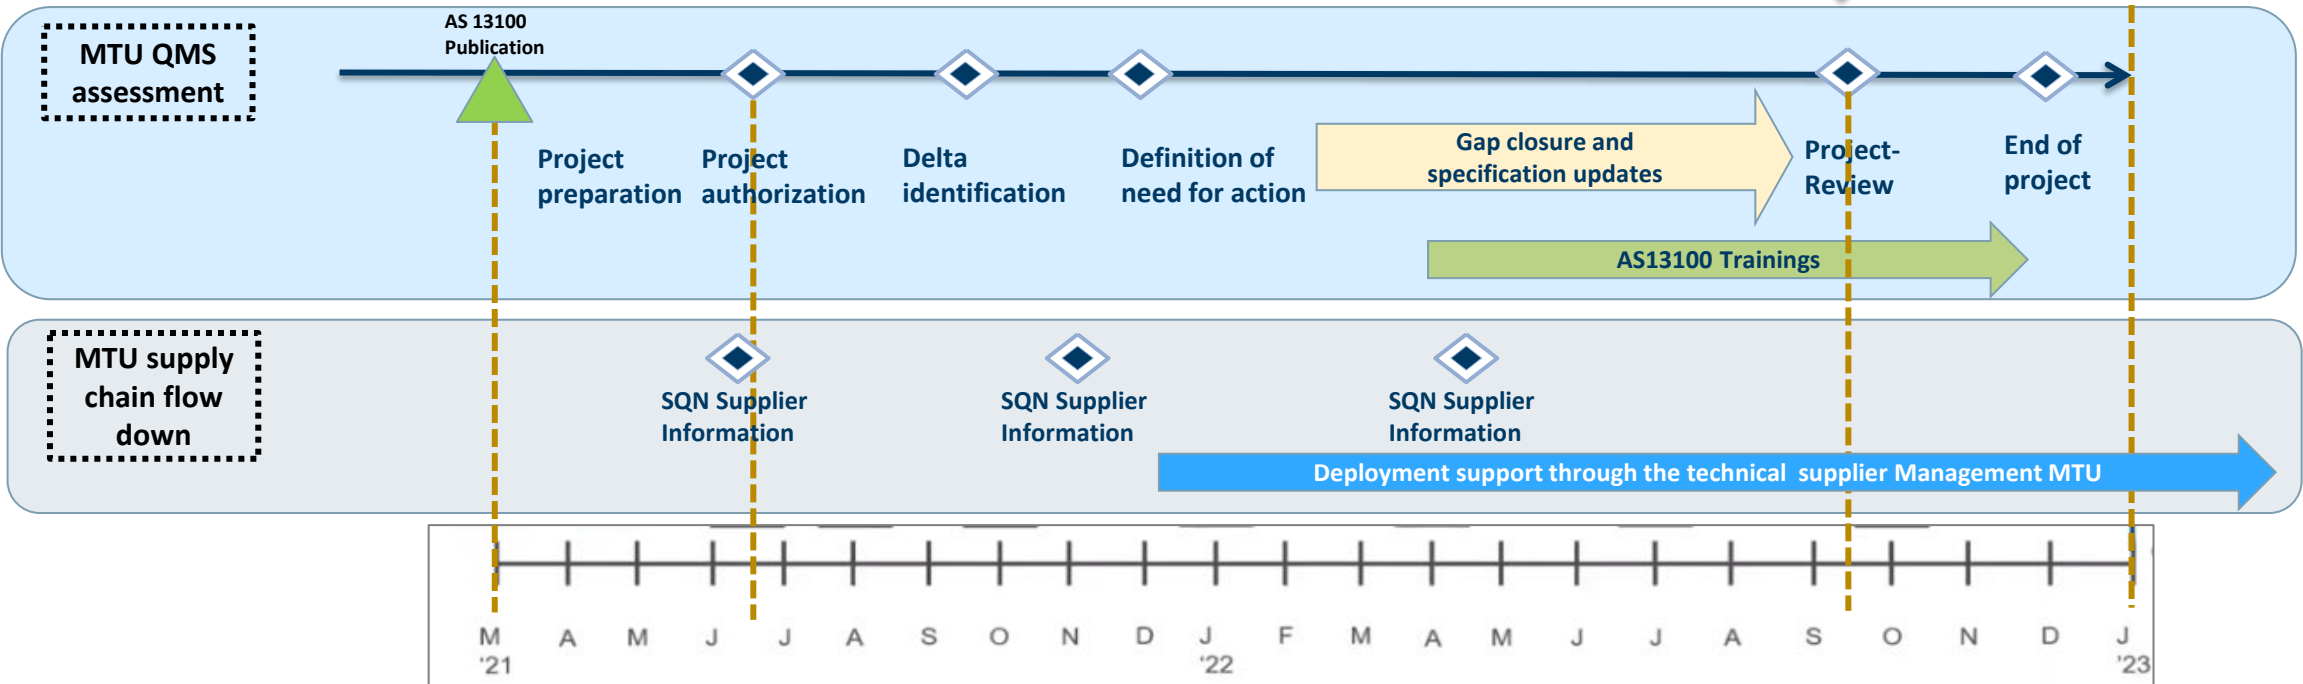 MTU QMS
assessment
AS 13100
Publication
Project
preparation
Project
authorization
Delta
identification
Definition of
need for action
Gap closure and
specification updates
Project-
Review
End of
project
AS13100 Trainings
MTU supply
chain flow
down
SQN Supplier
Information
SQN Supplier
Information
SQN Supplier
Information
Deployment support through the technical supplier Management MTU
M A M J J A S O N D J F M A M J J A S O N D J
'21 '22 '23